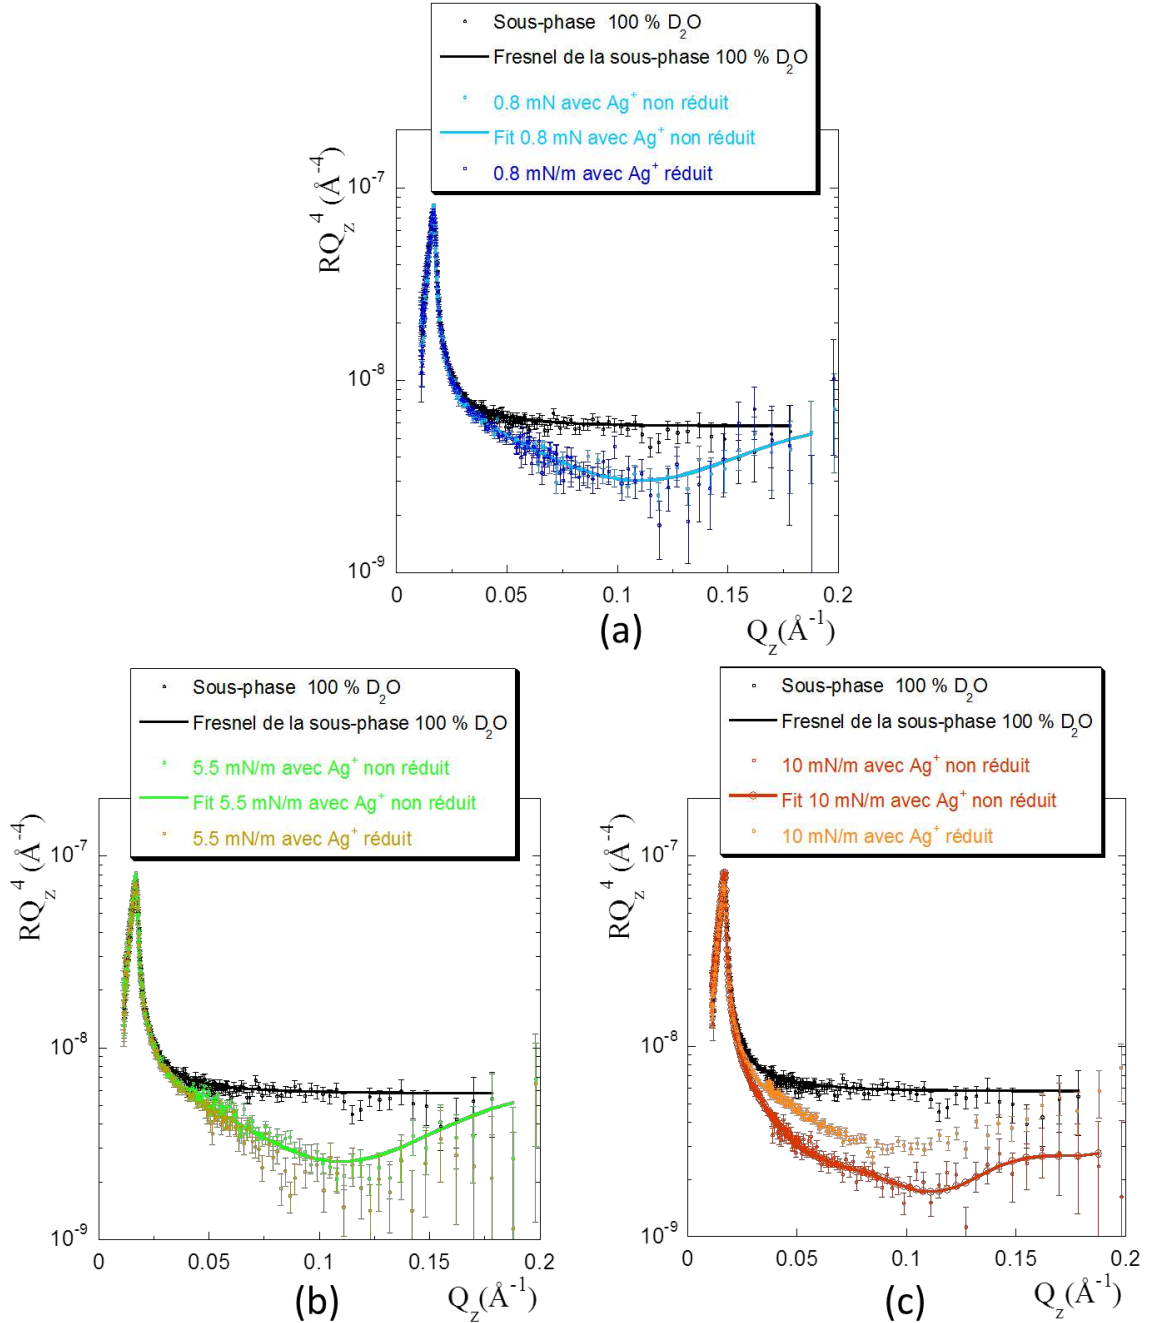 Sous-phase 100 % D₂O
Fresnel de la sous-phase 100 % D₂O
0.8 mN avec Ag⁺ non réduit
Fit 0.8 mN avec Ag⁺ non réduit
0.8 mN/m avec Ag⁺ réduit
RQ_z⁴ (Å⁻⁴)
10⁻⁷
10⁻⁸
10⁻⁹
0 0.05 0.1 0.15 0.2
(a) Q_z(Å⁻¹)
Sous-phase 100 % D₂O
Fresnel de la sous-phase 100 % D₂O
5.5 mN/m avec Ag⁺ non réduit
Fit 5.5 mN/m avec Ag⁺ non réduit
5.5 mN/m avec Ag⁺ réduit
RQ_z⁴ (Å⁻⁴)
10⁻⁷
10⁻⁸
10⁻⁹
0 0.05 0.1 0.15 0.2
(b) Q_z(Å⁻¹)
Sous-phase 100 % D₂O
Fresnel de la sous-phase 100 % D₂O
10 mN/m avec Ag⁺ non réduit
Fit 10 mN/m avec Ag⁺ non réduit
10 mN/m avec Ag⁺ réduit
RQ_z⁴ (Å⁻⁴)
10⁻⁷
10⁻⁸
10⁻⁹
0 0.05 0.1 0.15 0.2
(c) Q_z(Å⁻¹)